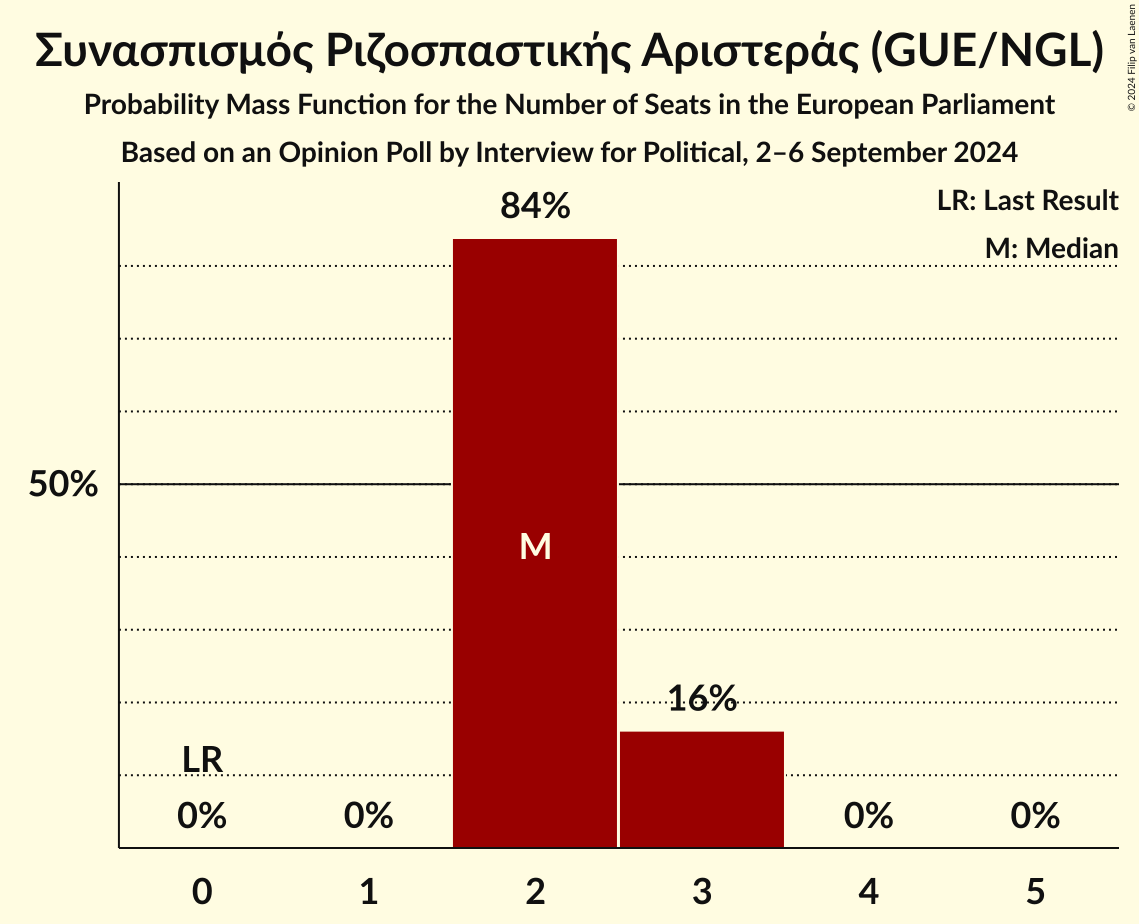 Συνασπισμός Ριζοσπαστικής Αριστεράς (GUE/NGL)
Probability Mass Function for the Number of Seats in the European Parliament
Based on an Opinion Poll by Interview for Political, 2–6 September 2024
© 2024 Filip van Laenen
LR: Last Result
M: Median
84%
50%
M
16%
LR
0%
0%
0%
0%
0
1
2
3
4
5